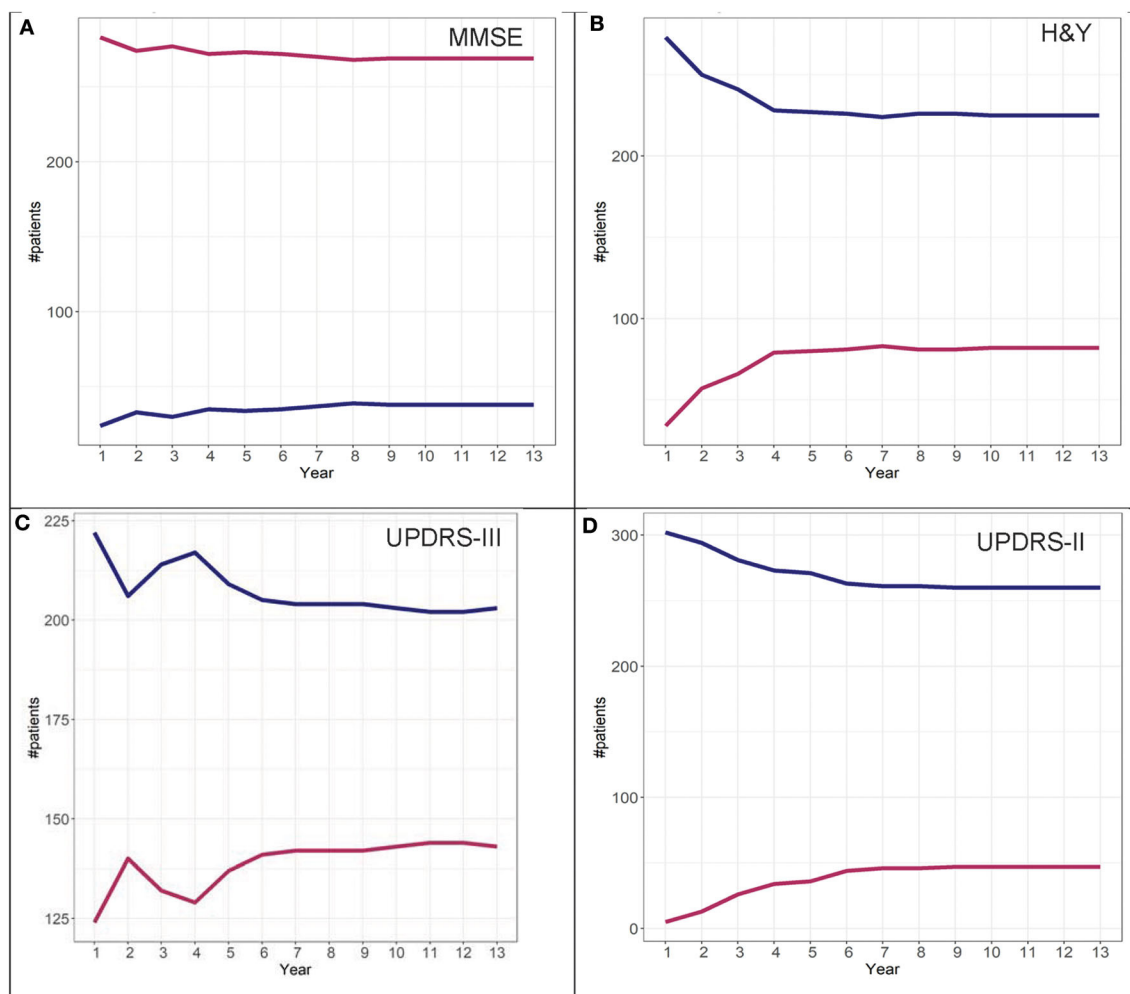 A
MMSE
#patients
200
100
1 2 3 4 5 6 7 8 9 10 11 12 13
Year
B
H&Y
#patients
200
100
1 2 3 4 5 6 7 8 9 10 11 12 13
Year
C
UPDRS-III
#patients
225
200
175
150
125
1 2 3 4 5 6 7 8 9 10 11 12 13
Year
D
UPDRS-II
#patients
300
200
100
0
1 2 3 4 5 6 7 8 9 10 11 12 13
Year